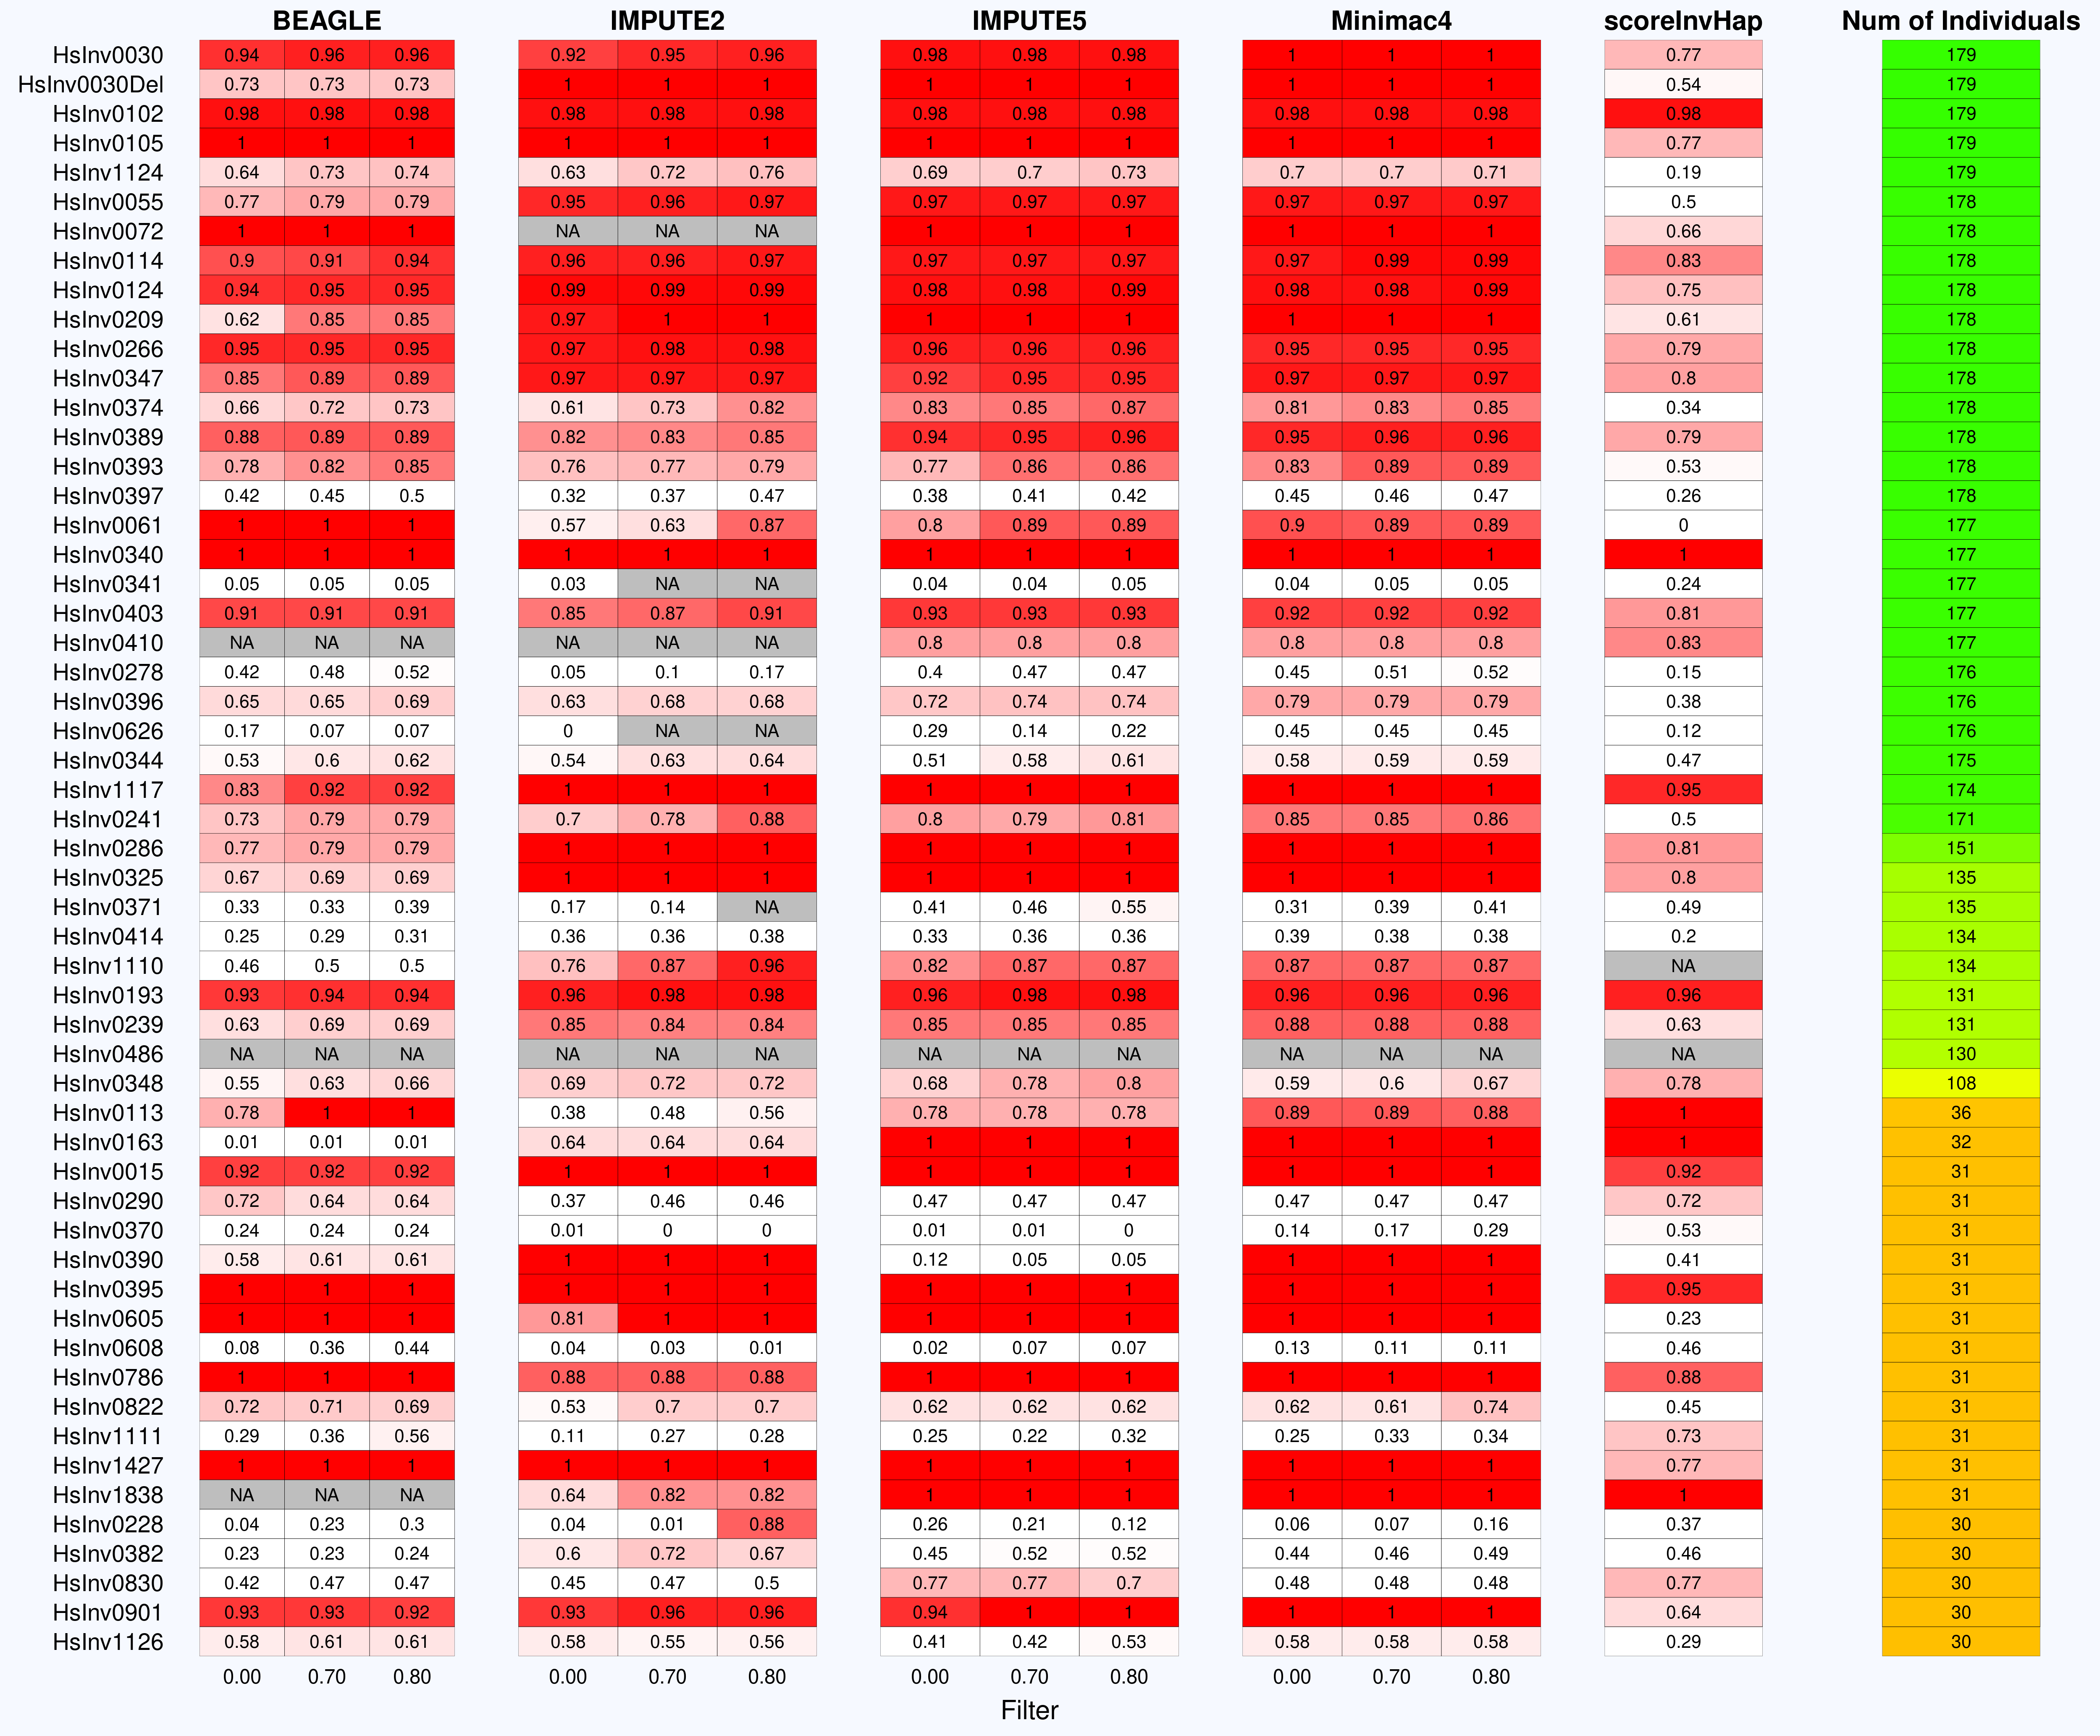 BEAGLE IMPUTE2 IMPUTE5 Minimac4 scoreInvHap Num of Individuals
HsInv0030 0.94 0.96 0.96 0.92 0.95 0.96 0.98 0.98 0.98 1 1 1 0.77 179
HsInv0030Del 0.73 0.73 0.73 1 1 1 1 1 1 1 1 1 0.54 179
HsInv0102 0.98 0.98 0.98 0.98 0.98 0.98 0.98 0.98 0.98 0.98 0.98 0.98 0.98 179
HsInv0105 1 1 1 1 1 1 1 1 1 1 1 1 0.77 179
HsInv1124 0.64 0.73 0.74 0.63 0.72 0.76 0.69 0.7 0.73 0.7 0.7 0.71 0.19 179
HsInv0055 0.77 0.79 0.79 0.95 0.96 0.97 0.97 0.97 0.97 0.97 0.97 0.97 0.5 178
HsInv0072 1 1 1 NA NA NA 1 1 1 1 1 1 0.66 178
HsInv0114 0.9 0.91 0.94 0.96 0.96 0.97 0.97 0.97 0.97 0.97 0.99 0.99 0.83 178
HsInv0124 0.94 0.95 0.95 0.99 0.99 0.99 0.98 0.98 0.99 0.98 0.98 0.99 0.75 178
HsInv0209 0.62 0.85 0.85 0.97 1 1 1 1 1 1 1 1 0.61 178
HsInv0266 0.95 0.95 0.95 0.97 0.98 0.98 0.96 0.96 0.96 0.95 0.95 0.95 0.79 178
HsInv0347 0.85 0.89 0.89 0.97 0.97 0.97 0.92 0.95 0.95 0.97 0.97 0.97 0.8 178
HsInv0374 0.66 0.72 0.73 0.61 0.73 0.82 0.83 0.85 0.87 0.81 0.83 0.85 0.34 178
HsInv0389 0.88 0.89 0.89 0.82 0.83 0.85 0.94 0.95 0.96 0.95 0.96 0.96 0.79 178
HsInv0393 0.78 0.82 0.85 0.76 0.77 0.79 0.77 0.86 0.86 0.83 0.89 0.89 0.53 178
HsInv0397 0.42 0.45 0.5 0.32 0.37 0.47 0.38 0.41 0.42 0.45 0.46 0.47 0.26 178
HsInv0061 1 1 1 0.57 0.63 0.87 0.8 0.89 0.89 0.9 0.89 0.89 0 177
HsInv0340 1 1 1 1 1 1 1 1 1 1 1 1 1 177
HsInv0341 0.05 0.05 0.05 0.03 NA NA 0.04 0.04 0.05 0.04 0.05 0.05 0.24 177
HsInv0403 0.91 0.91 0.91 0.85 0.87 0.91 0.93 0.93 0.93 0.92 0.92 0.92 0.81 177
HsInv0410 NA NA NA NA NA NA 0.8 0.8 0.8 0.8 0.8 0.8 0.83 177
HsInv0278 0.42 0.48 0.52 0.05 0.1 0.17 0.4 0.47 0.47 0.45 0.51 0.52 0.15 176
HsInv0396 0.65 0.65 0.69 0.63 0.68 0.68 0.72 0.74 0.74 0.79 0.79 0.79 0.38 176
HsInv0626 0.17 0.07 0.07 0 NA NA 0.29 0.14 0.22 0.45 0.45 0.45 0.12 176
HsInv0344 0.53 0.6 0.62 0.54 0.63 0.64 0.51 0.58 0.61 0.58 0.59 0.59 0.47 175
HsInv1117 0.83 0.92 0.92 1 1 1 1 1 1 1 1 1 0.95 174
HsInv0241 0.73 0.79 0.79 0.7 0.78 0.88 0.8 0.79 0.81 0.85 0.85 0.86 0.5 171
HsInv0286 0.77 0.79 0.79 1 1 1 1 1 1 1 1 1 0.81 151
HsInv0325 0.67 0.69 0.69 1 1 1 1 1 1 1 1 1 0.8 135
HsInv0371 0.33 0.33 0.39 0.17 0.14 NA 0.41 0.46 0.55 0.31 0.39 0.41 0.49 135
HsInv0414 0.25 0.29 0.31 0.36 0.36 0.38 0.33 0.36 0.36 0.39 0.38 0.38 0.2 134
HsInv1110 0.46 0.5 0.5 0.76 0.87 0.96 0.82 0.87 0.87 0.87 0.87 0.87 NA 134
HsInv0193 0.93 0.94 0.94 0.96 0.98 0.98 0.96 0.98 0.98 0.96 0.96 0.96 0.96 131
HsInv0239 0.63 0.69 0.69 0.85 0.84 0.84 0.85 0.85 0.85 0.88 0.88 0.88 0.63 131
HsInv0486 NA NA NA NA NA NA NA NA NA NA NA NA NA 130
HsInv0348 0.55 0.63 0.66 0.69 0.72 0.72 0.68 0.78 0.8 0.59 0.6 0.67 0.78 108
HsInv0113 0.78 1 1 0.38 0.48 0.56 0.78 0.78 0.78 0.89 0.89 0.88 1 36
HsInv0163 0.01 0.01 0.01 0.64 0.64 0.64 1 1 1 1 1 1 1 32
HsInv0015 0.92 0.92 0.92 1 1 1 1 1 1 1 1 1 0.92 31
HsInv0290 0.72 0.64 0.64 0.37 0.46 0.46 0.47 0.47 0.47 0.47 0.47 0.47 0.72 31
HsInv0370 0.24 0.24 0.24 0.01 0 0 0.01 0.01 0 0.14 0.17 0.29 0.53 31
HsInv0390 0.58 0.61 0.61 1 1 1 0.12 0.05 0.05 1 1 1 0.41 31
HsInv0395 1 1 1 1 1 1 1 1 1 1 1 1 0.95 31
HsInv0605 1 1 1 0.81 1 1 1 1 1 1 1 1 0.23 31
HsInv0608 0.08 0.36 0.44 0.04 0.03 0.01 0.02 0.07 0.07 0.13 0.11 0.11 0.46 31
HsInv0786 1 1 1 0.88 0.88 0.88 1 1 1 1 1 1 0.88 31
HsInv0822 0.72 0.71 0.69 0.53 0.7 0.7 0.62 0.62 0.62 0.62 0.61 0.74 0.45 31
HsInv1111 0.29 0.36 0.56 0.11 0.27 0.28 0.25 0.22 0.32 0.25 0.33 0.34 0.73 31
HsInv1427 1 1 1 1 1 1 1 1 1 1 1 1 0.77 31
HsInv1838 NA NA NA 0.64 0.82 0.82 1 1 1 1 1 1 1 31
HsInv0228 0.04 0.23 0.3 0.04 0.01 0.88 0.26 0.21 0.12 0.06 0.07 0.16 0.37 30
HsInv0382 0.23 0.23 0.24 0.6 0.72 0.67 0.45 0.52 0.52 0.44 0.46 0.49 0.46 30
HsInv0830 0.42 0.47 0.47 0.45 0.47 0.5 0.77 0.77 0.7 0.48 0.48 0.48 0.77 30
HsInv0901 0.93 0.93 0.92 0.93 0.96 0.96 0.94 1 1 1 1 1 0.64 30
HsInv1126 0.58 0.61 0.61 0.58 0.55 0.56 0.41 0.42 0.53 0.58 0.58 0.58 0.29 30
0.00 0.70 0.80 0.00 0.70 0.80 0.00 0.70 0.80 0.00 0.70 0.80
Filter